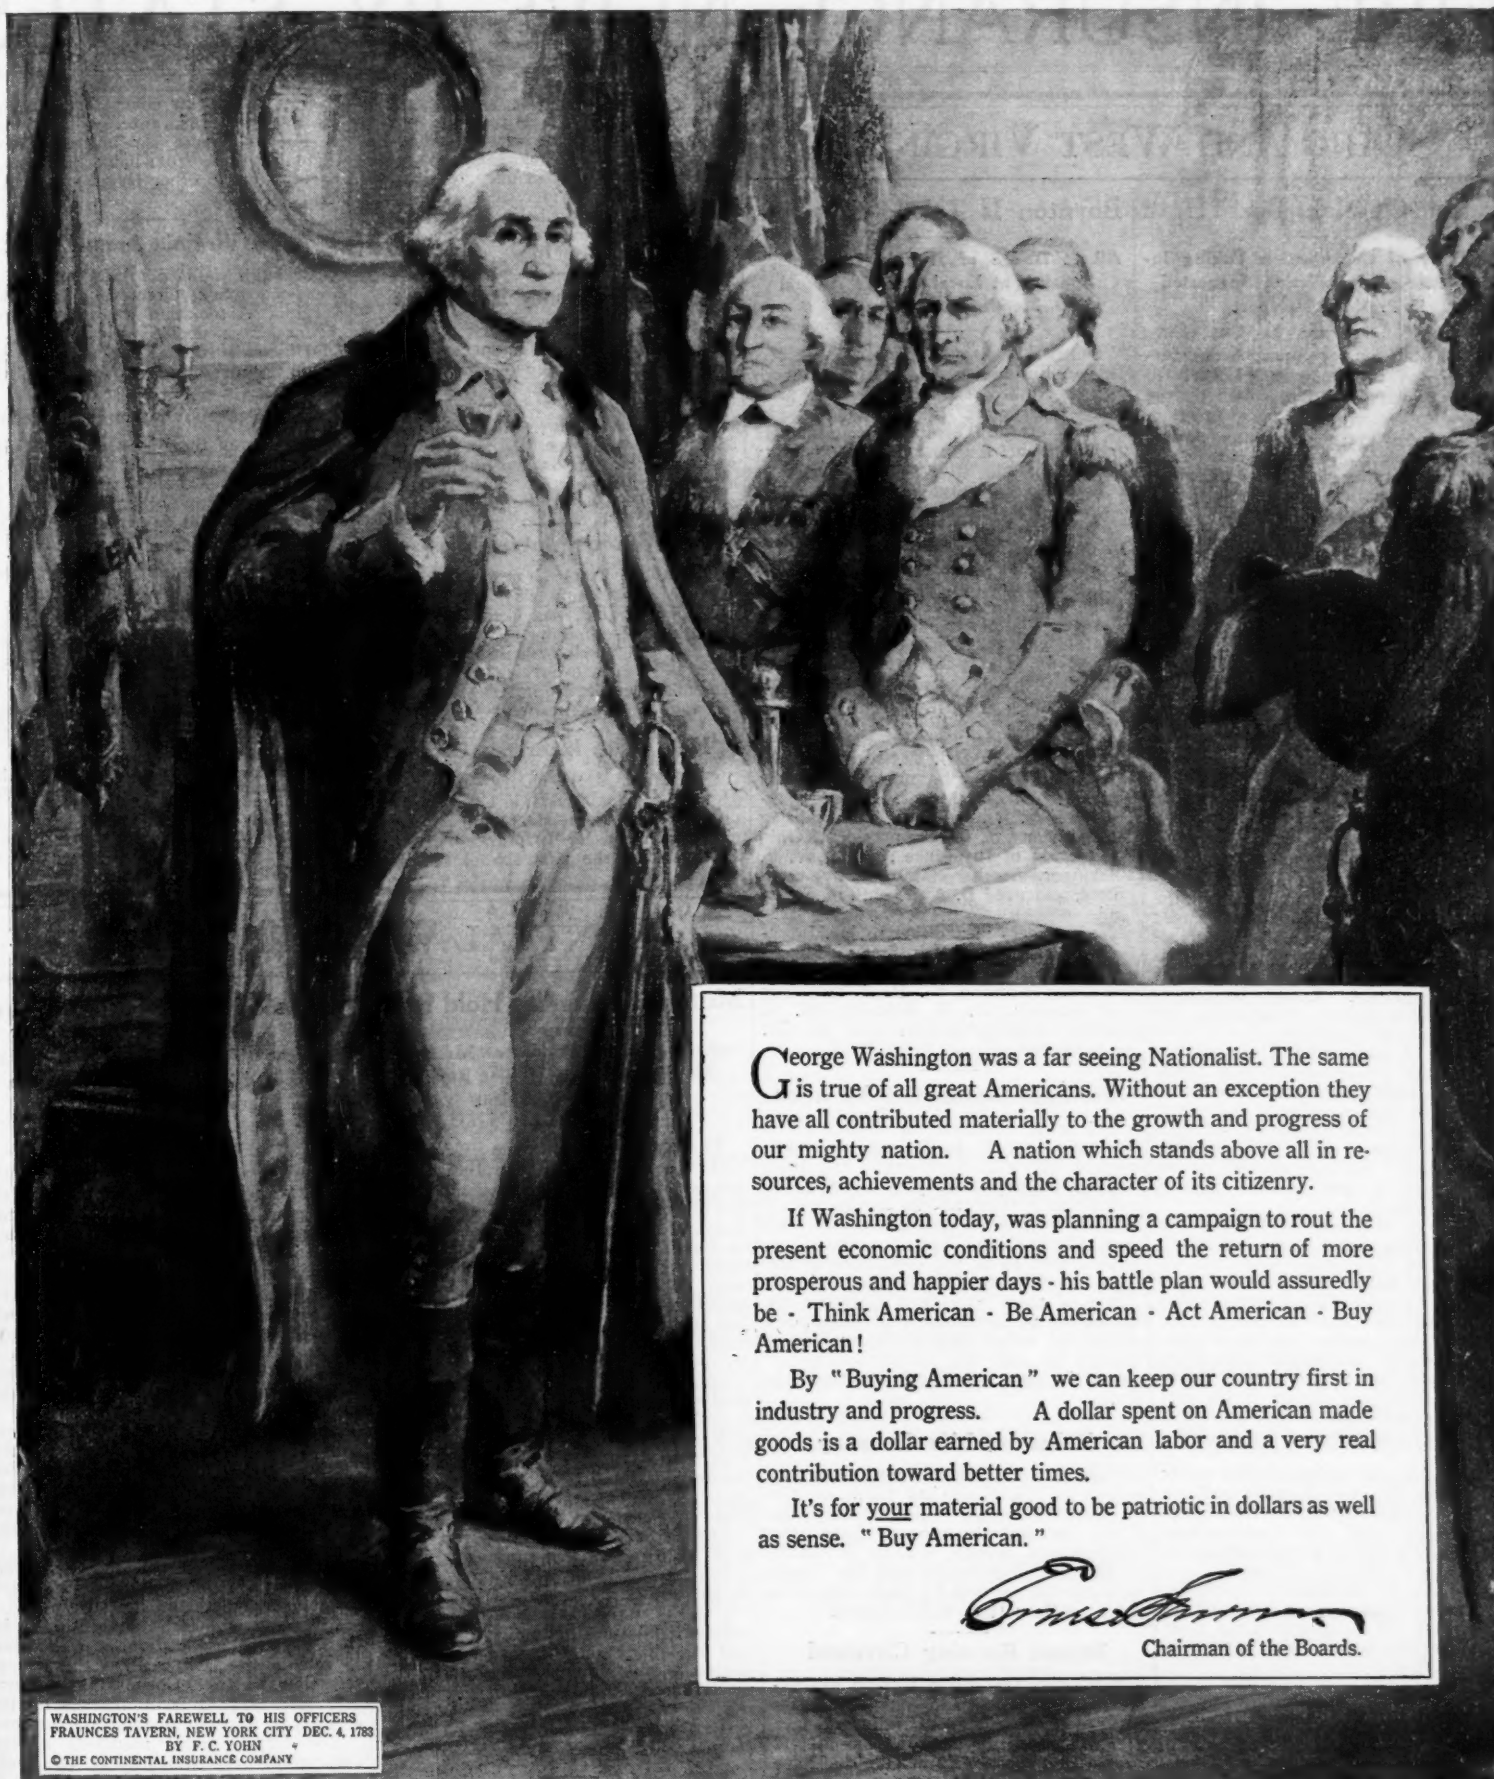 George Washington was a far seeing Nationalist. The same
is true of all great Americans. Without an exception they
have all contributed materially to the growth and progress of
our mighty nation. A nation which stands above all in re-
sources, achievements and the character of its citizenry.
If Washington today, was planning a campaign to rout the
present economic conditions and speed the return of more
prosperous and happier days - his battle plan would assuredly
be - Think American - Be American - Act American - Buy
American!
By "Buying American" we can keep our country first in
industry and progress. A dollar spent on American made
goods is a dollar earned by American labor and a very real
contribution toward better times.
It's for your material good to be patriotic in dollars as well
as sense. "Buy American."
Chairman of the Boards.
WASHINGTON'S FAREWELL TO HIS OFFICERS
FRAUNCES TAVERN, NEW YORK CITY DEC. 4, 1783
BY F. C. YOHN
© THE CONTINENTAL INSURANCE COMPANY